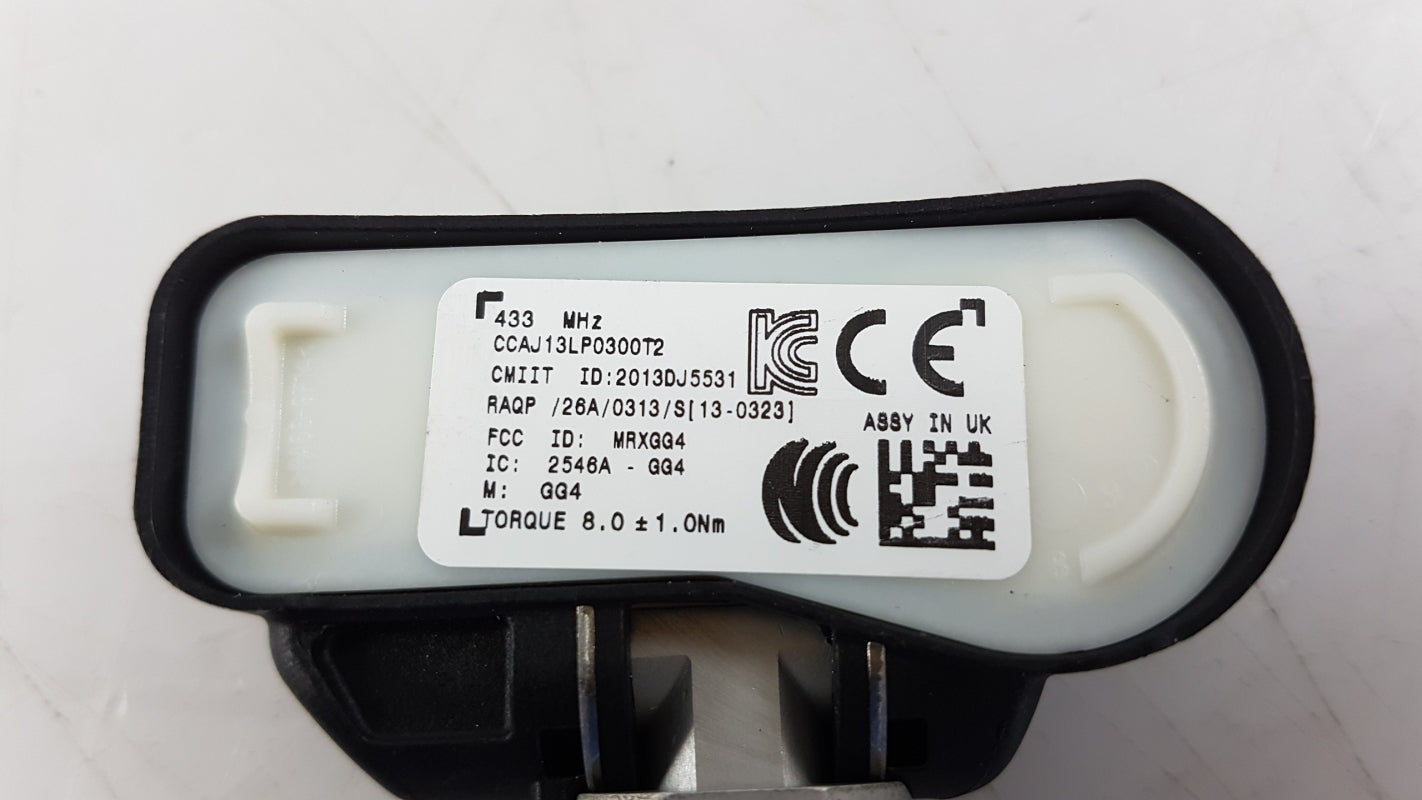 433 MHz
CCAJ13LP0300T2
CMIIT ID:2013DJ5531
RAQP /26A/0313/S[13-0323]
FCC ID: MRXGG4
IC: 2546A - GG4
M: GG4
TORQUE 8.0 ± 1.0Nm
CE
ASSY IN UK